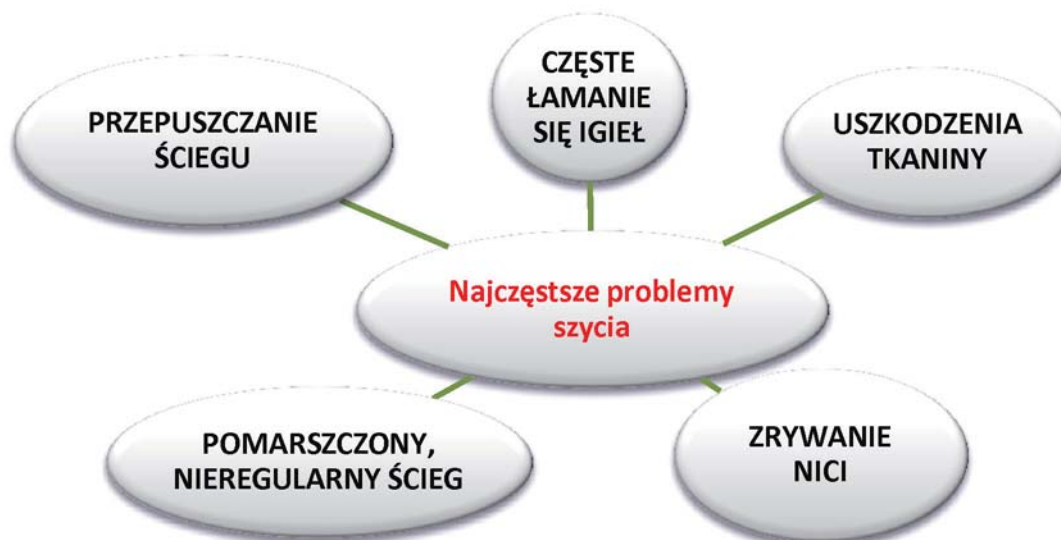 PRZEPUSZCZANIE
ŚCIEGU
CZĘSTE
ŁAMANIE
SIĘ IGIEŁ
USZKODZENIA
TKANINY
Najczęstsze problemy
szycia
POMARSZCZONY,
NIEREGULARNY ŚCIEG
ZRYWANIE
NICI